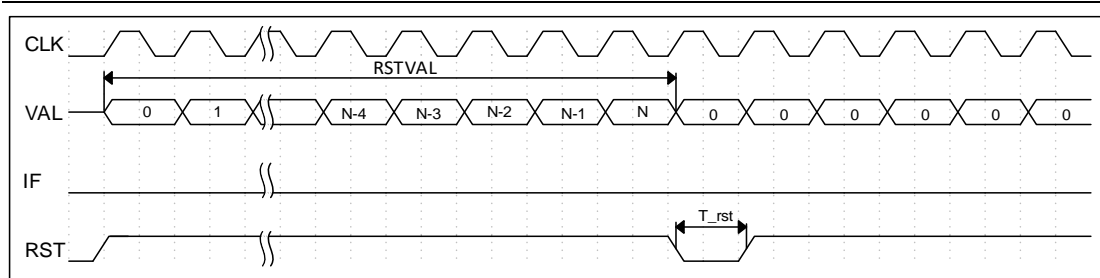 CLK
RSTVAL
VAL 0 1 N-4 N-3 N-2 N-1 N 0 0 0 0 0 0
IF
T_rst
RST